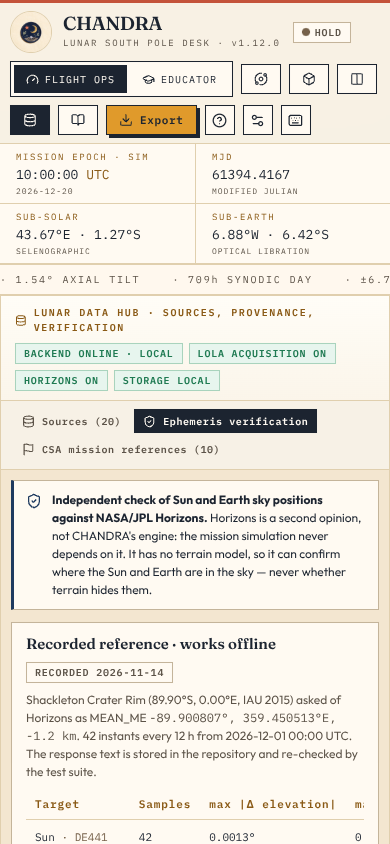 CHANDRA
LUNAR SOUTH POLE DESK · v1.12.0
HOLD
FLIGHT OPS
EDUCATOR
Export
MISSION EPOCH · SIM
10:00:00 UTC
2026-12-20
MJD
61394.4167
MODIFIED JULIAN
SUB-SOLAR
43.67°E · 1.27°S
SELENOGRAPHIC
SUB-EARTH
6.88°W · 6.42°S
OPTICAL LIBRATION
· 1.54° AXIAL TILT · 709h SYNODIC DAY · ±6.7
LUNAR DATA HUB · SOURCES, PROVENANCE,
VERIFICATION
BACKEND ONLINE · LOCAL
LOLA ACQUISITION ON
HORIZONS ON
STORAGE LOCAL
Sources (20)
Ephemeris verification
CSA mission references (10)
Independent check of Sun and Earth sky positions
against NASA/JPL Horizons. Horizons is a second opinion,
not CHANDRA's engine: the mission simulation never
depends on it. It has no terrain model, so it can confirm
where the Sun and Earth are in the sky — never whether
terrain hides them.
Recorded reference · works offline
RECORDED 2026-11-14
Shackleton Crater Rim (89.90°S, 0.00°E, IAU 2015) asked of
Horizons as MEAN_ME -89.900807°, 359.450513°E,
-1.2 km. 42 instants every 12 h from 2026-12-01 00:00 UTC.
The response text is stored in the repository and re-checked by
the test suite.
Target Samples max |Δ elevation|
Sun · DE441 42 0.0013° 0